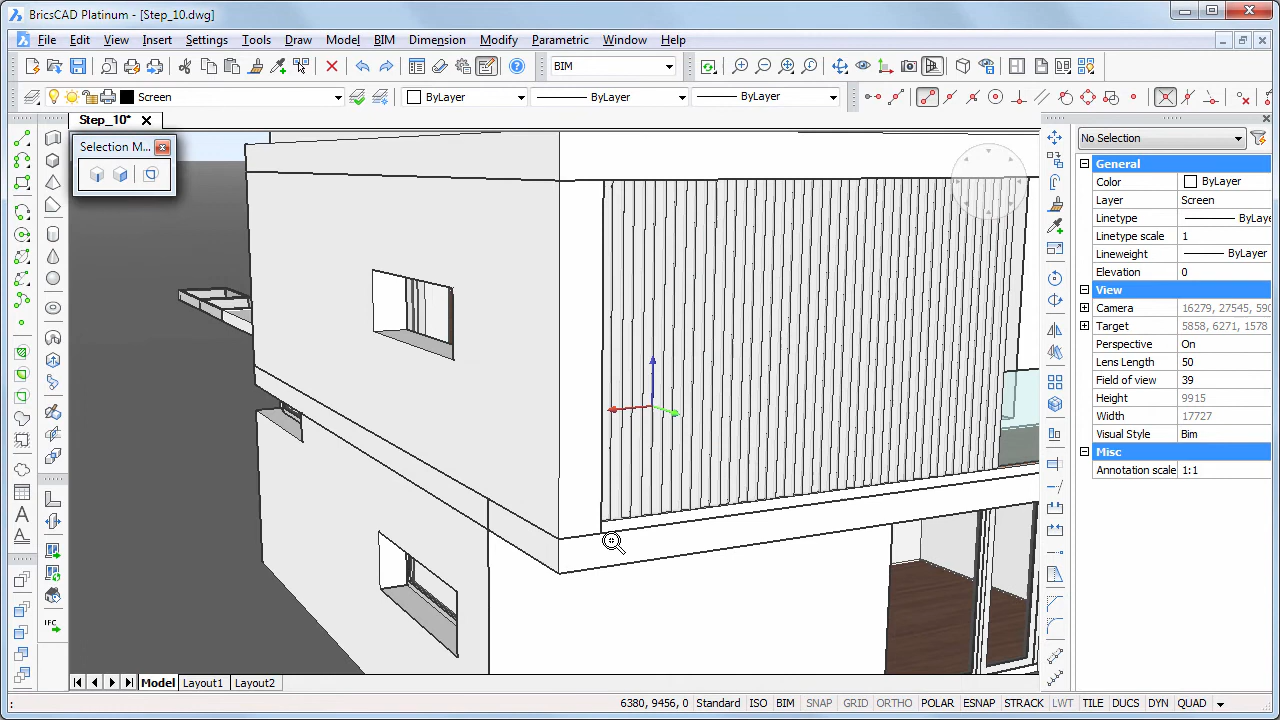 BricsCAD Platinum - [Step_10.dwg]
File Edit View Insert Settings Tools Draw Model BIM Dimension Modify Parametric Window Help
BIM
Screen ByLayer ByLayer ByLayer
Step_10*
No Selection
Selection M...
General
Color ByLayer
Layer Screen
Linetype ByLaye
Linetype scale 1
Lineweight ByLayer
Elevation 0
View
Camera 16279, 27545, 590
Target 5858, 6271, 1578
Perspective On
Lens Length 50
Field of view 39
Height 9915
Width 17727
Visual Style Bim
Misc
Annotation scale 1:1
IFC
Model Layout1 Layout2
: 6380, 9456, 0 Standard ISO BIM SNAP GRID ORTHO POLAR ESNAP STRACK LWT TILE DUCS DYN QUAD